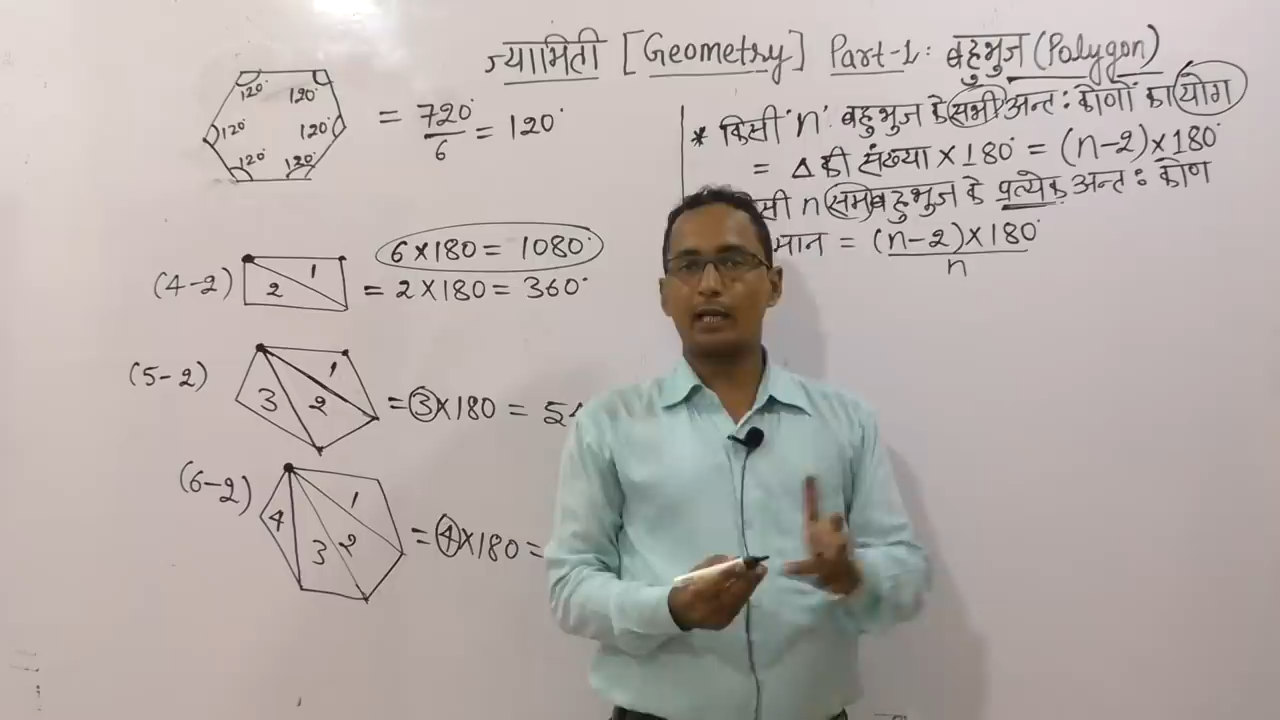 ज्यामिती [Geometry] Part-1: बहुभुज (Polygon)
* किसी 'n' बहुभुज के सभी अन्त: कोणों का योग
= Δ की संख्या × 180° = (n-2)×180°
n समबहुभुज के प्रत्येक अन्त: कोण
मान = (n-2)×180°
n
120° 120°
120° 120°
120° 120°
= 720°/6 = 120°
6×180 = 1080°
(4-2) 1 2 = 2×180 = 360°
(5-2) 1 2 3 = 3×180 =
(6-2) 1 2 3 4 = 4×180 =